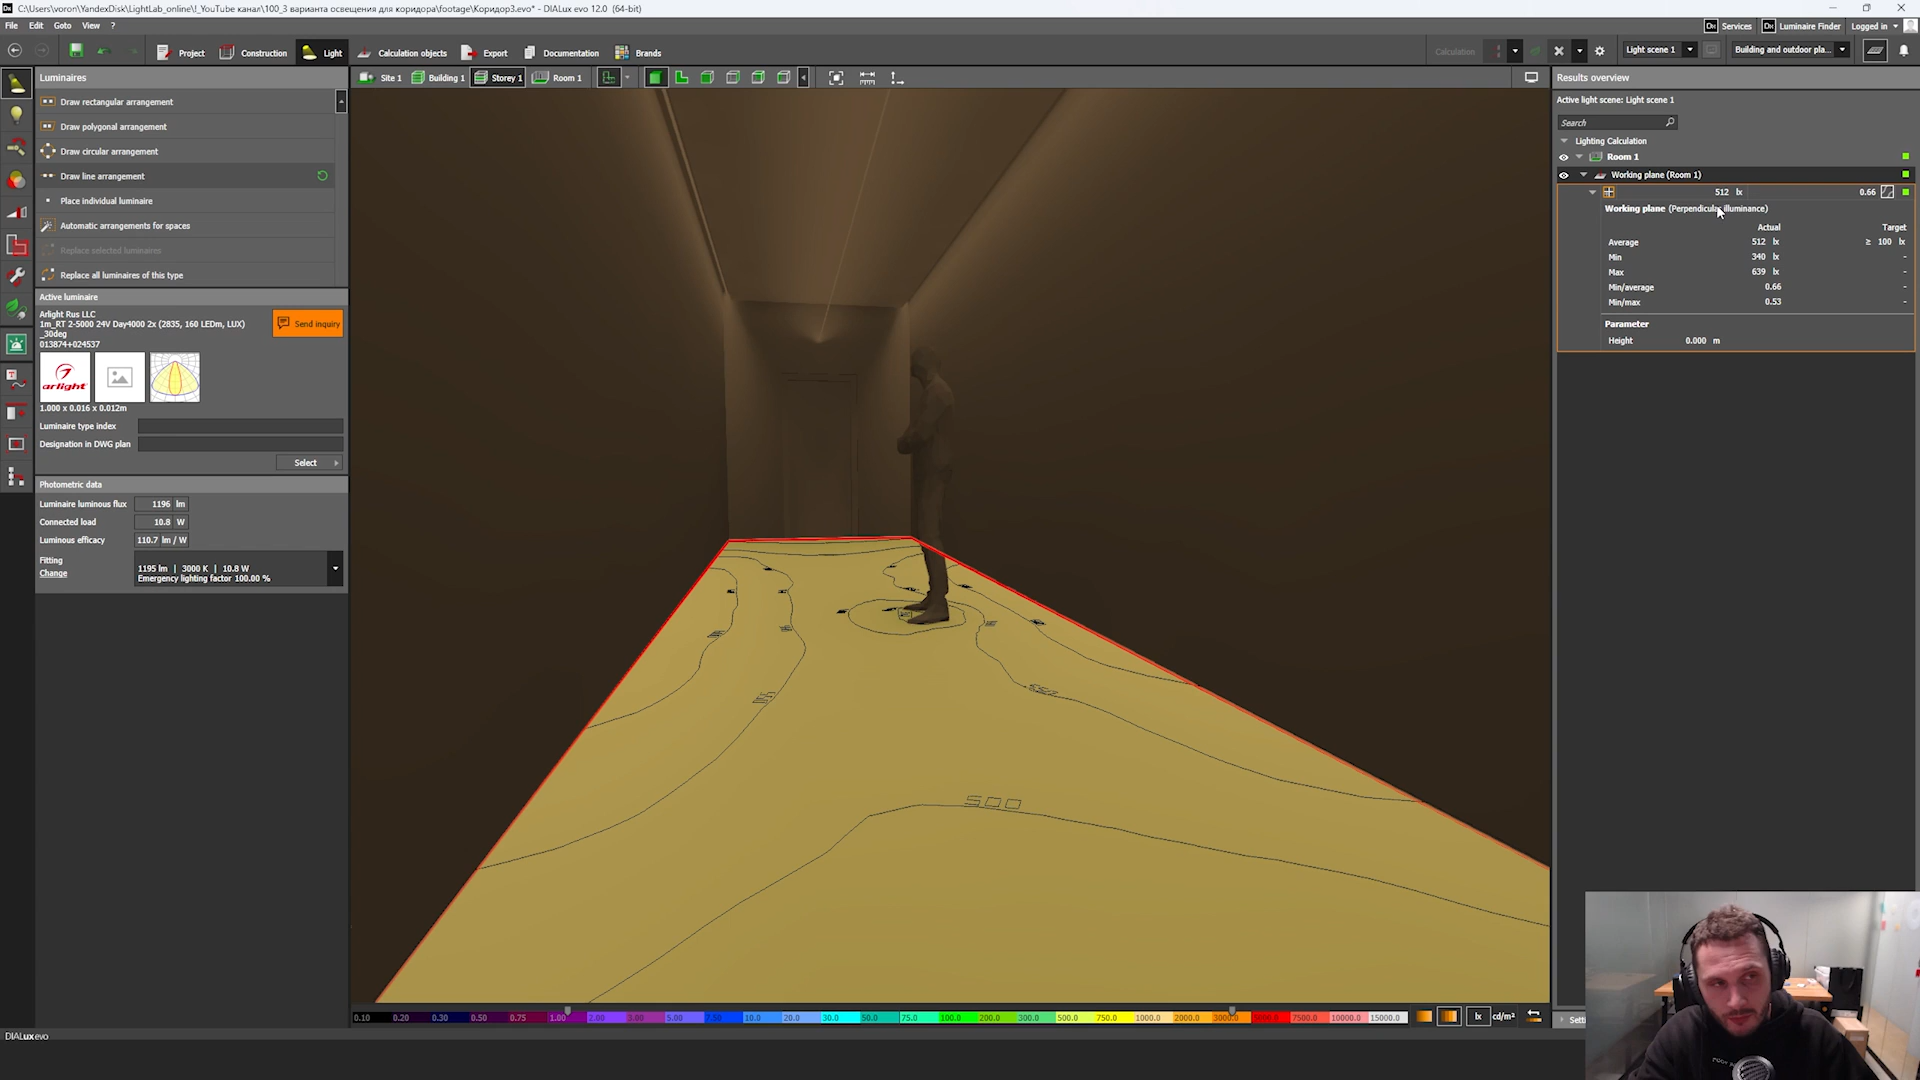 C:\Users\voron\YandexDisk\LightLab_online\!_YouTube канал\100_3 варианта освещения для коридора\footage\Коридор3.evo* - DIALux evo 12.0 (64-bit)
File Edit Goto View ?
Services Luminaire Finder Logged in
Project Construction Light Calculation objects Export Documentation Brands
Calculation Light scene 1 Building and outdoor pla...
Luminaires
Site 1 Building 1 Storey 1 Room 1
Results overview
Draw rectangular arrangement
Draw polygonal arrangement
Draw circular arrangement
Draw line arrangement
Place individual luminaire
Automatic arrangements for spaces
Replace selected luminaires
Replace all luminaires of this type
Active luminaire
Arlight Rus LLC
1m_RT 2-5000 24V Day4000 2x (2835, 160 LEDm, LUX)
_30deg
013874+024537
Send inquiry
arlight
1.000 x 0.016 x 0.012m
Luminaire type index
Designation in DWG plan
Select
Photometric data
Luminaire luminous flux 1196 lm
Connected load 10.8 W
Luminous efficacy 110.7 lm / W
Fitting
Change
1195 lm | 3000 K | 10.8 W
Emergency lighting factor 100.00 %
500
Active light scene: Light scene 1
Search
Lighting Calculation
Room 1
Working plane (Room 1)
512 lx 0.66
Working plane (Perpendicular illuminance)
Actual Target
Average 512 lx ≥ 100 lx
Min 340 lx -
Max 639 lx -
Min/average 0.66 -
Min/max 0.53 -
Parameter
Height 0.000 m
0.10 0.20 0.30 0.50 0.75 1.00 2.00 3.00 5.00 7.50 10.0 20.0 30.0 50.0 75.0 100.0 200.0 300.0 500.0 750.0 1000.0 2000.0 3000.0 5000.0 7500.0 10000.0 15000.0
lx cd/m²
DIALux evo